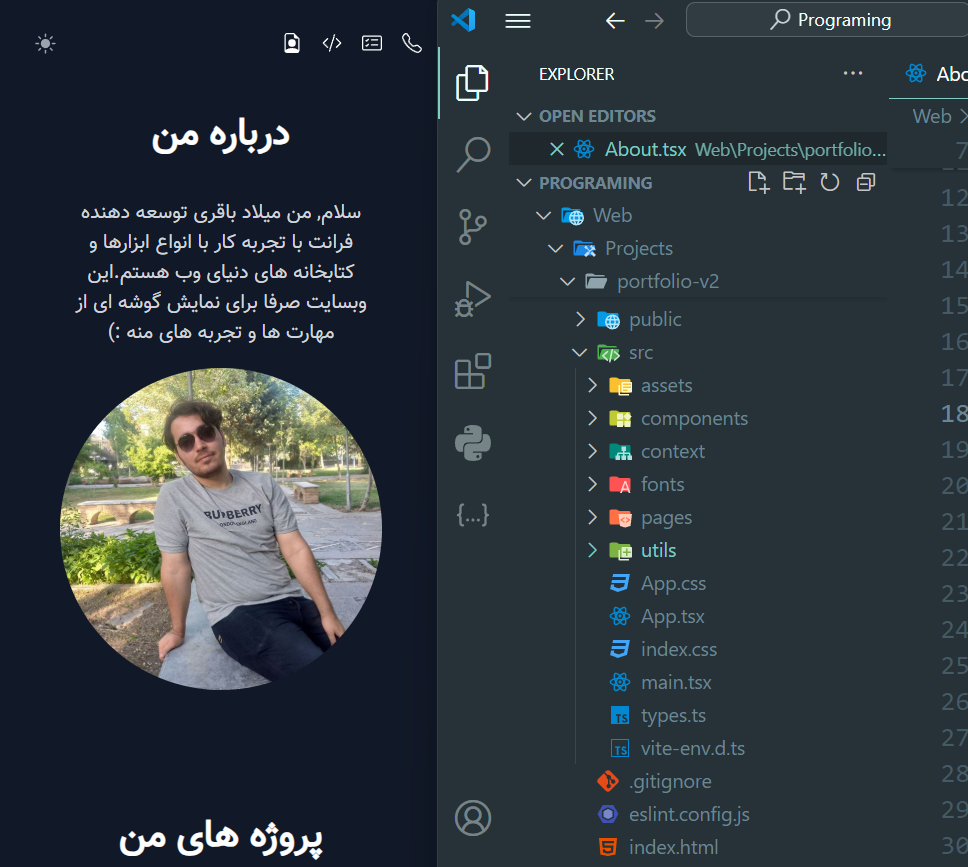 درباره من
سلام, من میلاد باقری توسعه دهنده
فرانت با تجربه کار با انواع ابزارها و
کتابخانه های دنیای وب هستم.این
وبسایت صرفا برای نمایش گوشه ای از
مهارت ها و تجربه های منه :)
BURBERRY
پروژه های من
Programing
EXPLORER
OPEN EDITORS
About.tsx Web\Projects\portfolio...
PROGRAMING
Web
Projects
portfolio-v2
public
src
assets
components
context
fonts
pages
utils
App.css
App.tsx
index.css
main.tsx
types.ts
vite-env.d.ts
.gitignore
eslint.config.js
index.html
Abo
Web
7
12
13
14
15
16
17
18
19
20
21
22
23
24
25
26
27
28
29
30